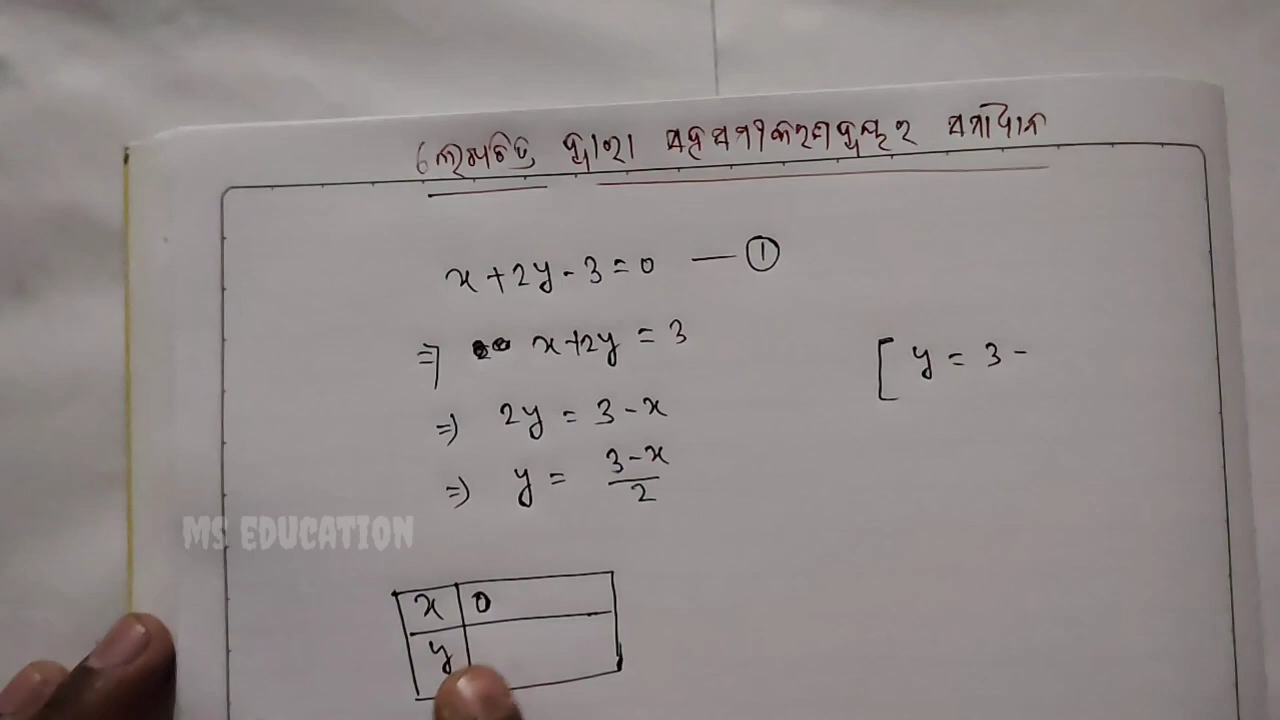 ଲେଖଚିତ୍ର ଦ୍ୱାରା ସହସମୀକରଣଦ୍ୱୟର ସମାଧାନ
x + 2y - 3 = 0 — ①
⇒ x + 2y = 3
[ y = 3 -
⇒ 2y = 3 - x
⇒ y = (3 - x)/2
MS EDUCATION
x 0
y